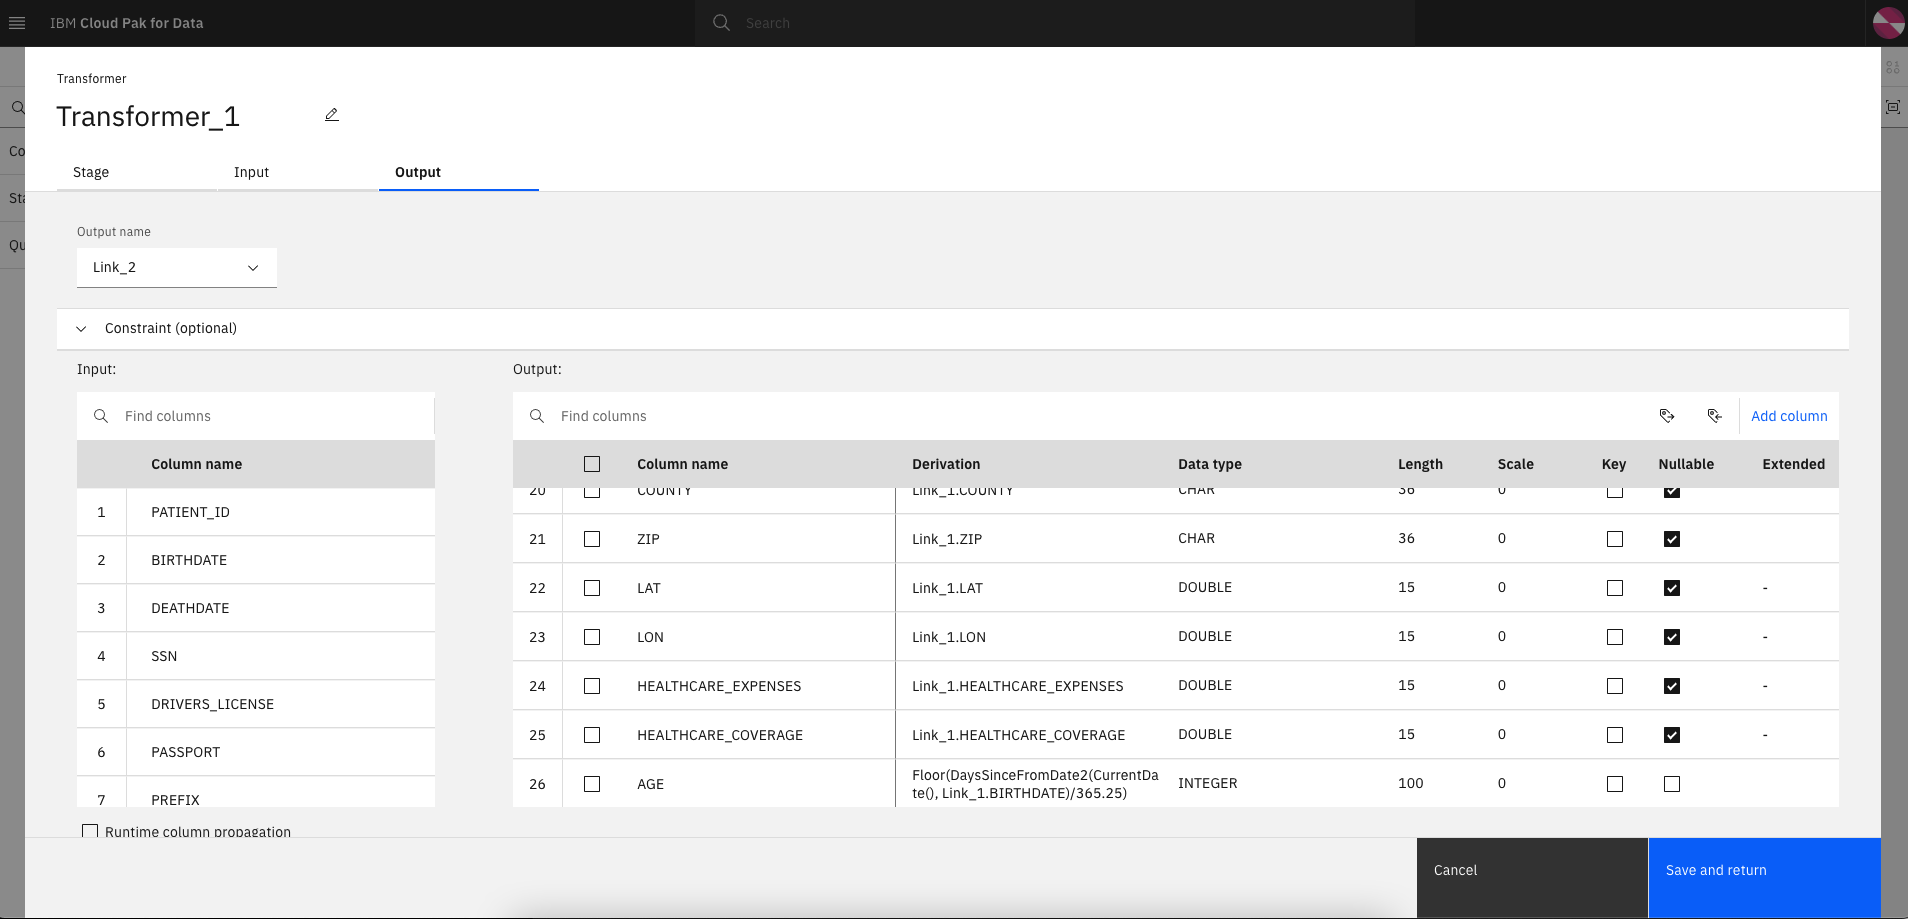 IBM Cloud Pak for Data
Search
Transformer
Transformer_1
Stage
Input
Output
Output name
Link_2
Constraint (optional)
Input:
Output:
Find columns
Find columns
Add column
Column name
Column name
Derivation
Data type
Length
Scale
Key
Nullable
Extended
1 PATIENT_ID
2 BIRTHDATE
3 DEATHDATE
4 SSN
5 DRIVERS_LICENSE
6 PASSPORT
7 PREFIX
20 COUNTY Link_1.COUNTY CHAR 36 0
21 ZIP Link_1.ZIP CHAR 36 0
22 LAT Link_1.LAT DOUBLE 15 0 -
23 LON Link_1.LON DOUBLE 15 0 -
24 HEALTHCARE_EXPENSES Link_1.HEALTHCARE_EXPENSES DOUBLE 15 0 -
25 HEALTHCARE_COVERAGE Link_1.HEALTHCARE_COVERAGE DOUBLE 15 0 -
26 AGE Floor(DaysSinceFromDate2(CurrentDa
te(), Link_1.BIRTHDATE)/365.25) INTEGER 100 0
Runtime column propagation
Cancel
Save and return
Co
Sta
Qu